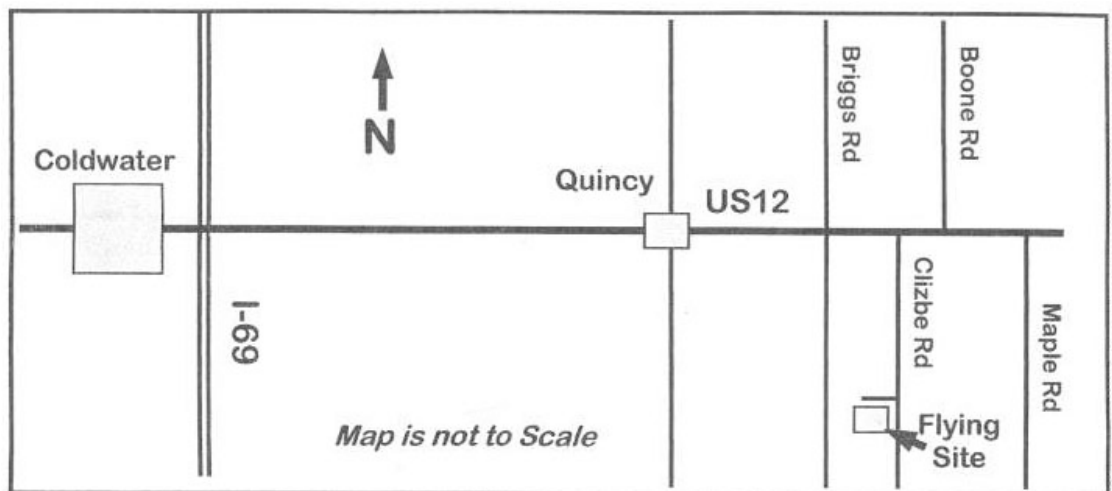 Coldwater
N
I-69
Quincy
US12
Briggs Rd
Boone Rd
Clizbe Rd
Maple Rd
Flying
Site
Map is not to Scale